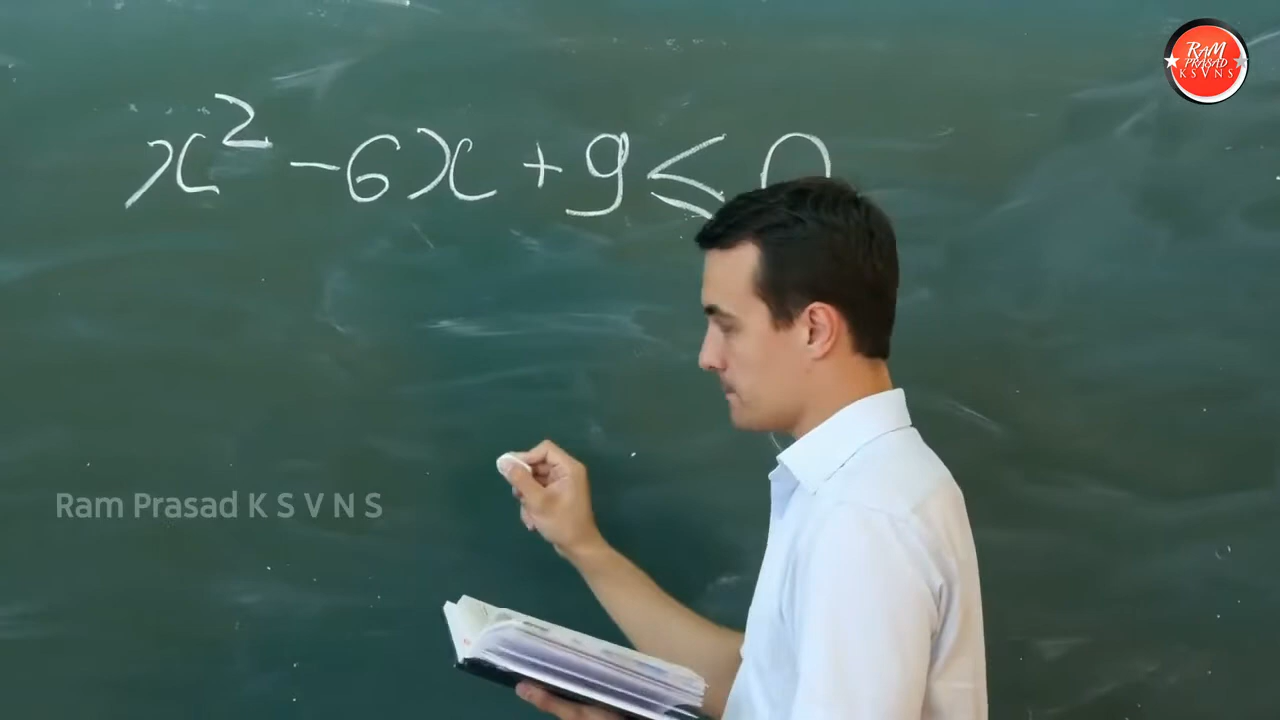 x² - 6x + 9 ≤ 0
RAM
PRASAD
KSVNS
Ram Prasad K S V N S